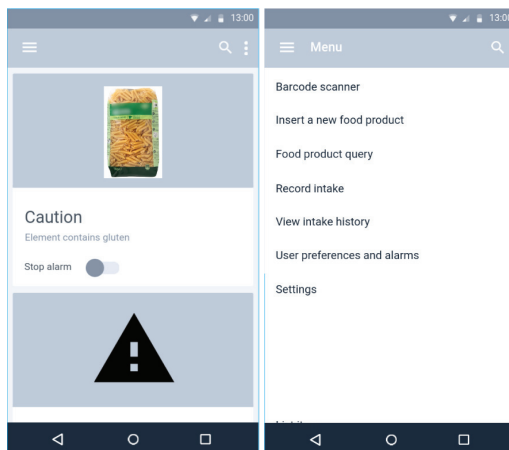 13:00
Caution
Element contains gluten
Stop alarm
13:00
Menu
Barcode scanner
Insert a new food product
Food product query
Record intake
View intake history
User preferences and alarms
Settings